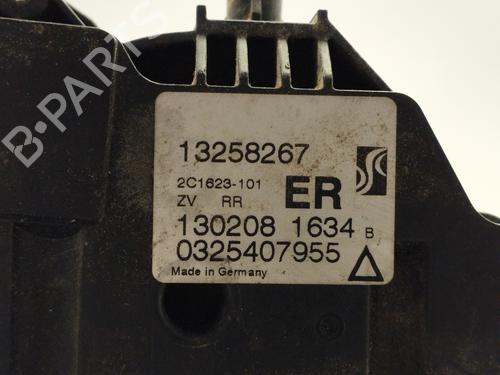 B-PARTS
13258267
2C1623-101
ZV RR ER
130208 1634 B
0325407955
Made in Germany